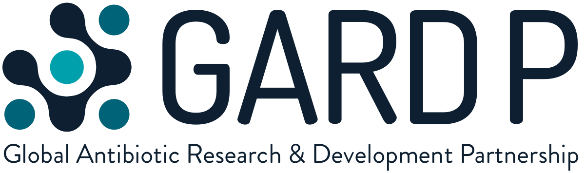 GARDP
Global Antibiotic Research & Development Partnership